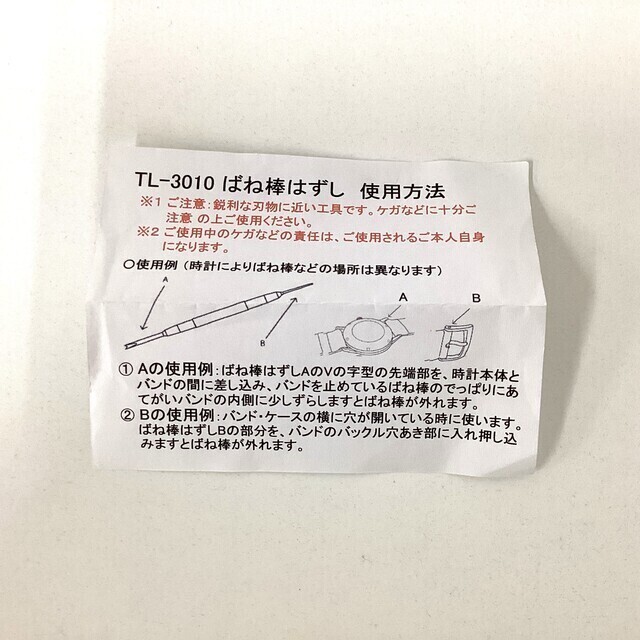 TL-3010 ばね棒はずし 使用方法
※1 ご注意：鋭利な刃物に近い工具です。ケガなどに十分ご
注意 の上ご使用ください。
※2 ご使用中のケガなどの責任は、ご使用されるご本人自身
になります。
○使用例（時計によりばね棒などの場所は異なります）
A
B
A
B
① Aの使用例：ばね棒はずしAのVの字型の先端部を、時計本体と
バンドの間に差し込み、バンドを止めているばね棒のでっぱりにあ
てがいバンドの内側に少しずらしますとばね棒が外れます。
② Bの使用例：バンド・ケースの横に穴が開いている時に使います。
ばね棒はずしBの部分を、バンドのバックル穴あき部に入れ押し込
みますとばね棒が外れます。